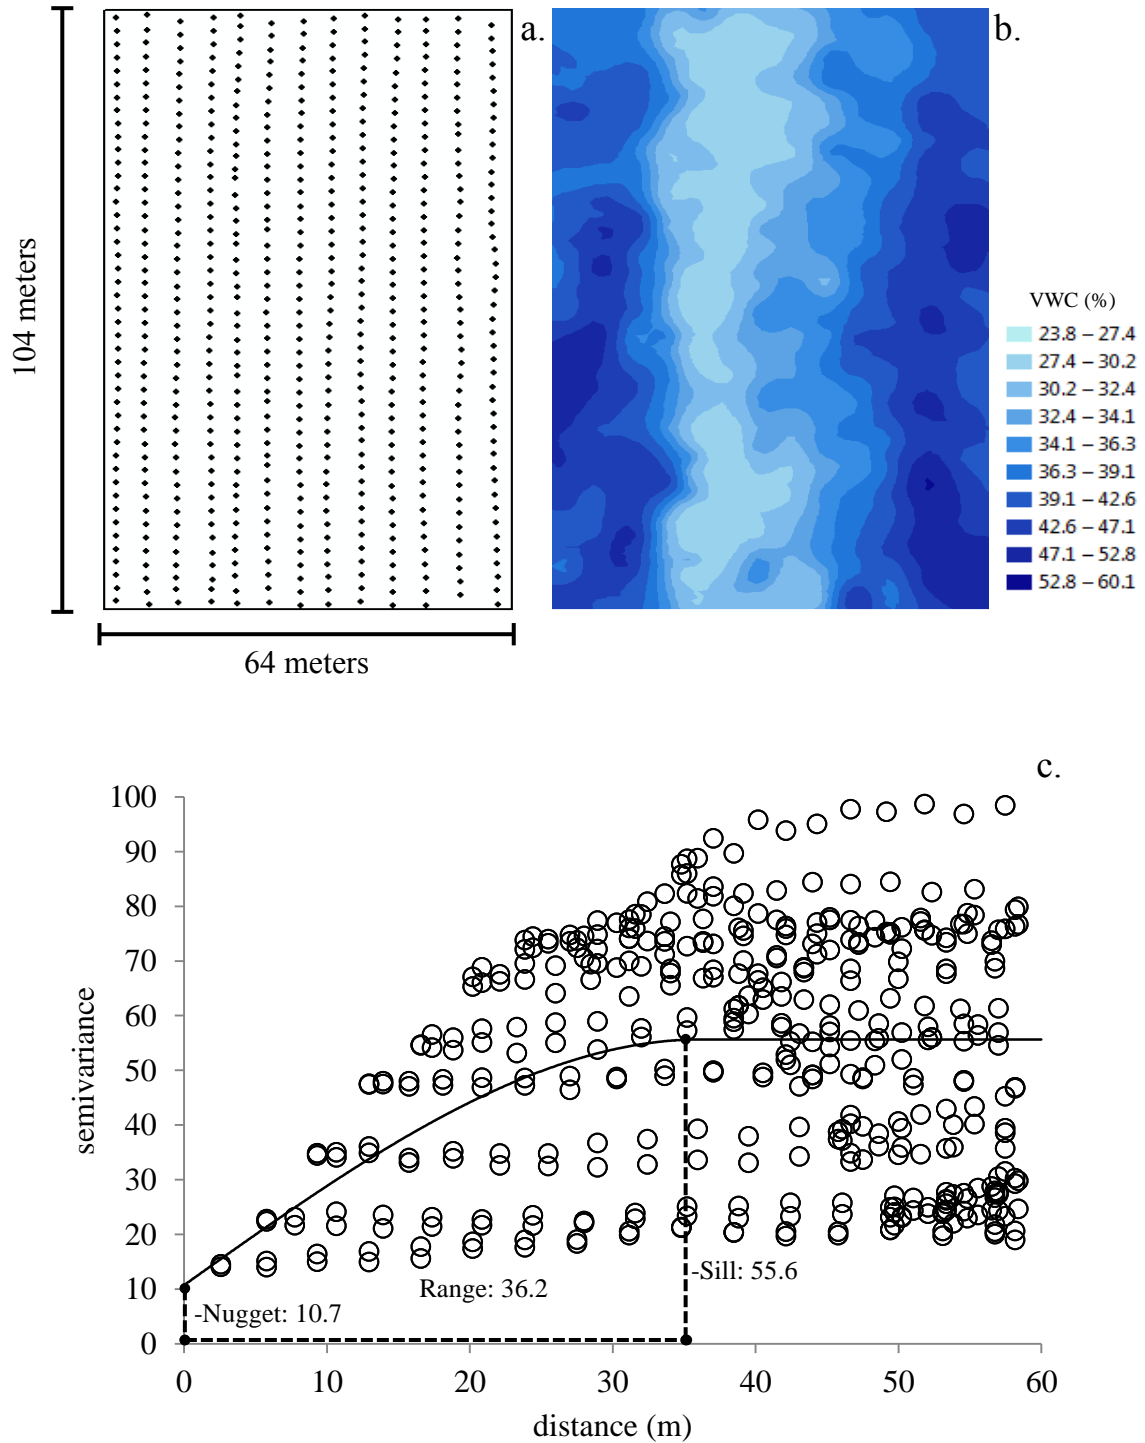 a.
b.
104 meters
64 meters
VWC (%)
23.8 – 27.4
27.4 – 30.2
30.2 – 32.4
32.4 – 34.1
34.1 – 36.3
36.3 – 39.1
39.1 – 42.6
42.6 – 47.1
47.1 – 52.8
52.8 – 60.1
c.
100
90
80
70
60
50
40
30
20
10
0
semivariance
-Sill: 55.6
Range: 36.2
-Nugget: 10.7
0 10 20 30 40 50 60
distance (m)